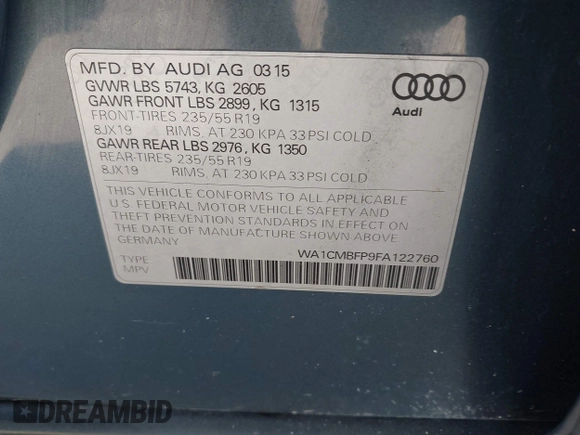 MFD. BY AUDI AG 03 15
GVWR LBS 5743, KG 2605
GAWR FRONT LBS 2899, KG 1315
FRONT-TIRES 235/55 R19
8JX19 RIMS, AT 230 KPA 33 PSI COLD
GAWR REAR LBS 2976, KG 1350
REAR-TIRES 235/55 R19
8JX19 RIMS, AT 230 KPA 33 PSI COLD
THIS VEHICLE CONFORMS TO ALL APPLICABLE
U.S. FEDERAL MOTOR VEHICLE SAFETY AND
THEFT PREVENTION STANDARDS IN EFFECT ON
THE DATE OF MANUFACTURE SHOWN ABOVE.
GERMANY
WA1CMBFP9FA122760
TYPE:
MPV
Audi
DREAMBID